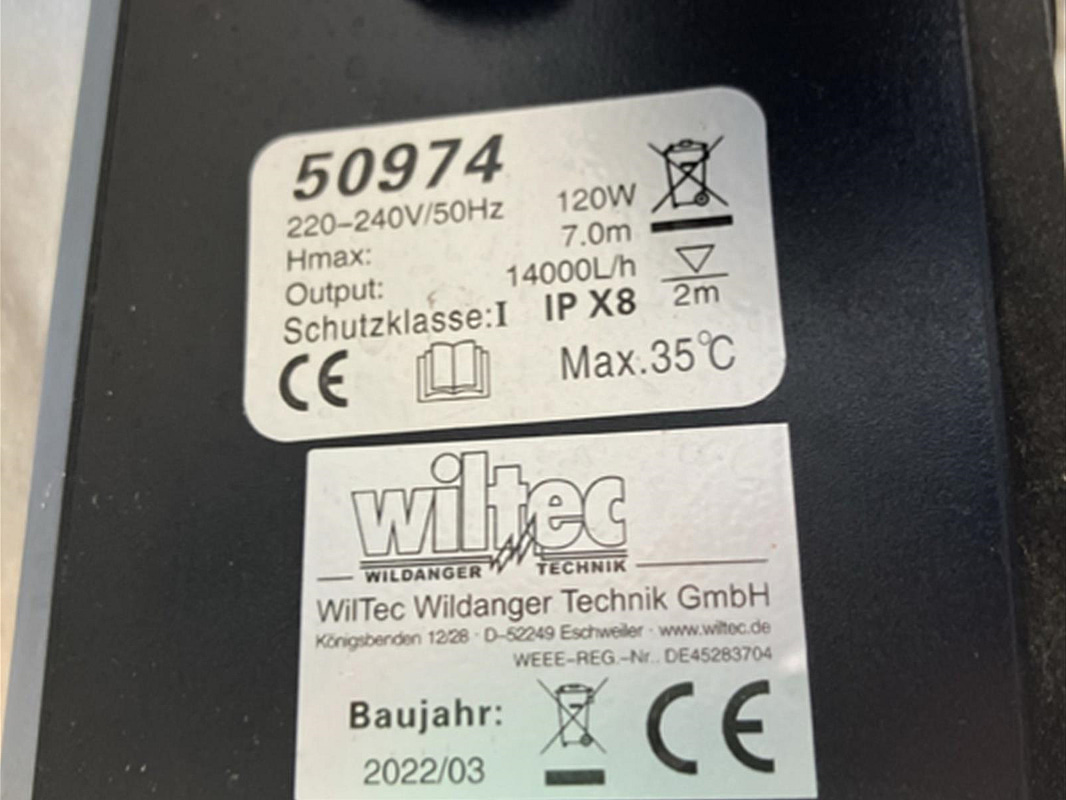 50974
220-240V/50Hz 120W
Hmax: 7.0m
Output: 14000L/h
Schutzklasse:I IP X8 2m
CE Max.35℃
wiltec
WILDANGER TECHNIK
WilTec Wildanger Technik GmbH
Königsbenden 12/28 · D-52249 Eschweiler · www.wiltec.de
WEEE-REG.-Nr.. DE45283704
Baujahr: CE
2022/03